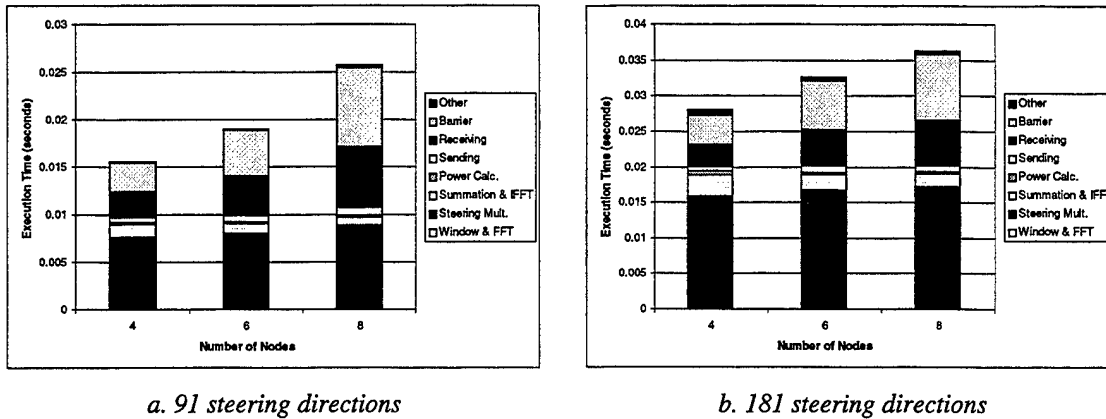 0.03
0.025
0.02
0.015
0.01
0.005
0
Execution Time (seconds)
4 6 8
Number of Nodes
Other
Barrier
Receiving
Sending
Power Calc.
Summation & IFFT
Steering Mult.
Window & FFT
a. 91 steering directions
0.04
0.035
0.03
0.025
0.02
0.015
0.01
0.005
0
Execution Time (seconds)
4 6 8
Number of Nodes
Other
Barrier
Receiving
Sending
Power Calc.
Summation & IFFT
Steering Mult.
Window & FFT
b. 181 steering directions